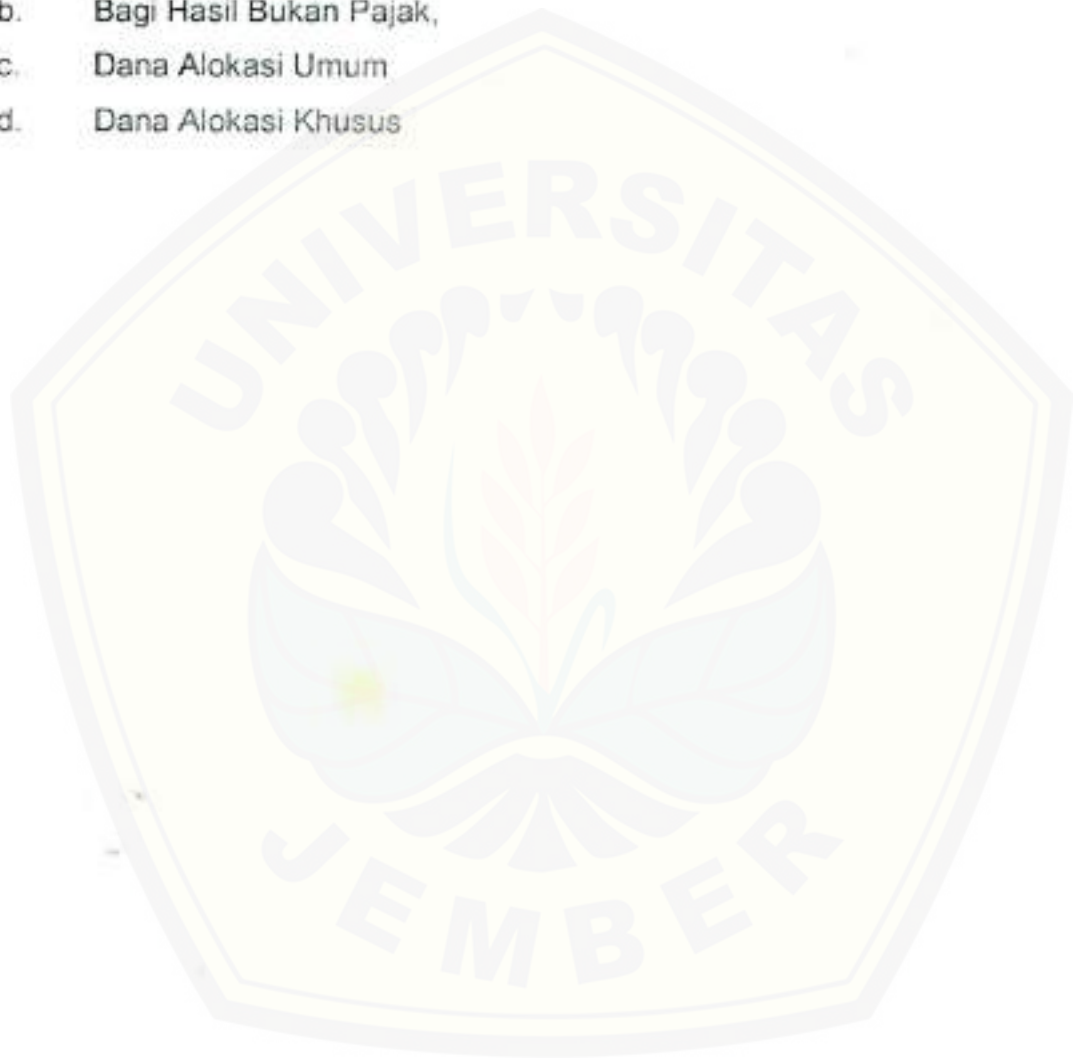 b. Bagi Hasil Bukan Pajak,
c. Dana Alokasi Umum
d. Dana Alokasi Khusus
UNIVERSITAS
JEMBER